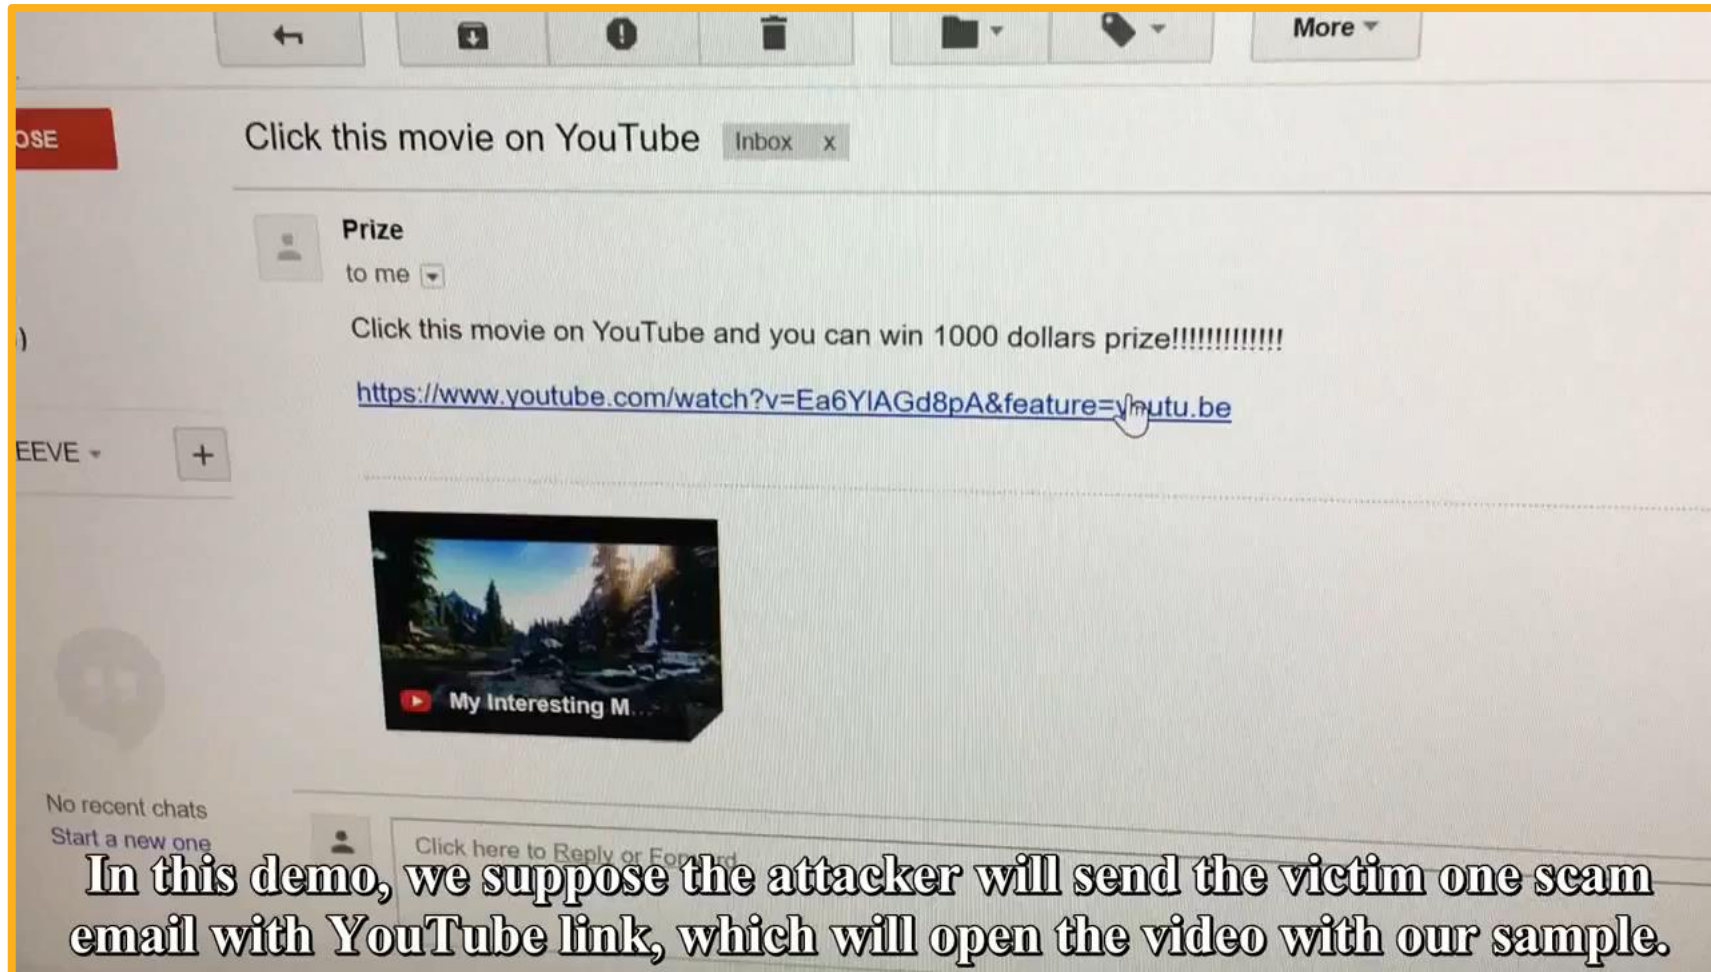 More
OSE
Click this movie on YouTube Inbox x
Prize
to me
Click this movie on YouTube and you can win 1000 dollars prize!!!!!!!!!!!!!
)
https://www.youtube.com/watch?v=Ea6YlAGd8pA&feature=youtu.be
EEVE
+
My Interesting M...
No recent chats
Start a new one
Click here to Reply or Forward
In this demo, we suppose the attacker will send the victim one scam
email with YouTube link, which will open the video with our sample.